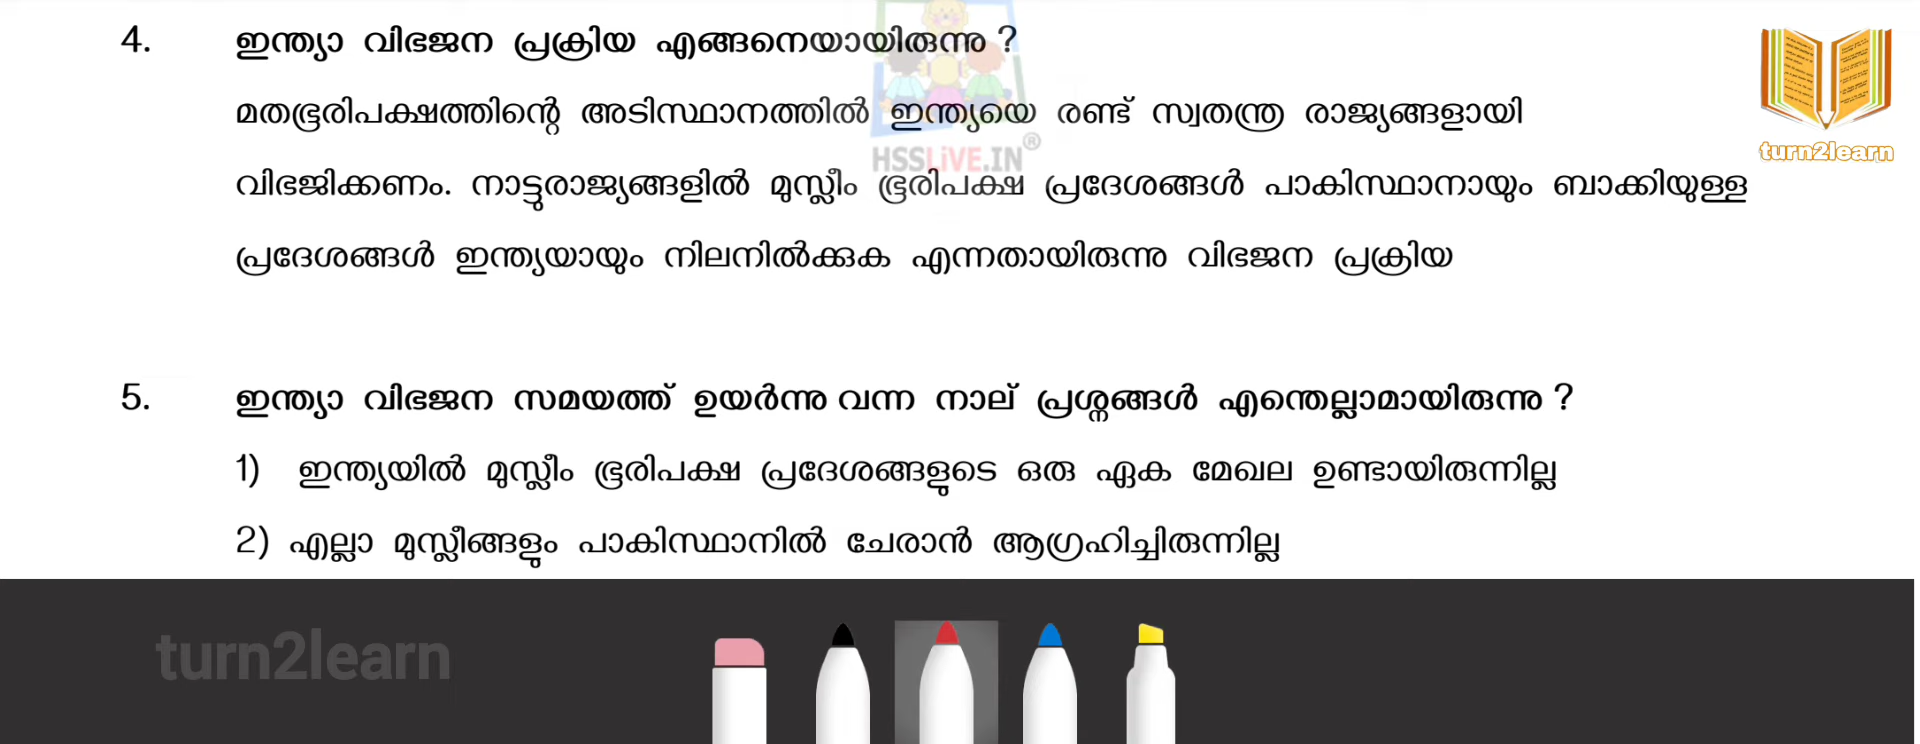 4. ഇന്ത്യാ വിഭജന പ്രക്രിയ എങ്ങനെയായിരുന്നു ?
മതഭൂരിപക്ഷത്തിന്റെ അടിസ്ഥാനത്തിൽ ഇന്ത്യയെ രണ്ട് സ്വതന്ത്ര രാജ്യങ്ങളായി
വിഭജിക്കണം. നാട്ടുരാജ്യങ്ങളിൽ മുസ്ലീം ഭൂരിപക്ഷ പ്രദേശങ്ങൾ പാകിസ്ഥാനായും ബാക്കിയുള്ള
പ്രദേശങ്ങൾ ഇന്ത്യയായും നിലനിൽക്കുക എന്നതായിരുന്നു വിഭജന പ്രക്രിയ
HSSLiVE.IN®
turn2learn
5. ഇന്ത്യാ വിഭജന സമയത്ത് ഉയർന്നു വന്ന നാല് പ്രശ്നങ്ങൾ എന്തെല്ലാമായിരുന്നു ?
1) ഇന്ത്യയിൽ മുസ്ലീം ഭൂരിപക്ഷ പ്രദേശങ്ങളുടെ ഒരു ഏക മേഖല ഉണ്ടായിരുന്നില്ല
2) എല്ലാ മുസ്ലീങ്ങളും പാകിസ്ഥാനിൽ ചേരാൻ ആഗ്രഹിച്ചിരുന്നില്ല
turn2learn